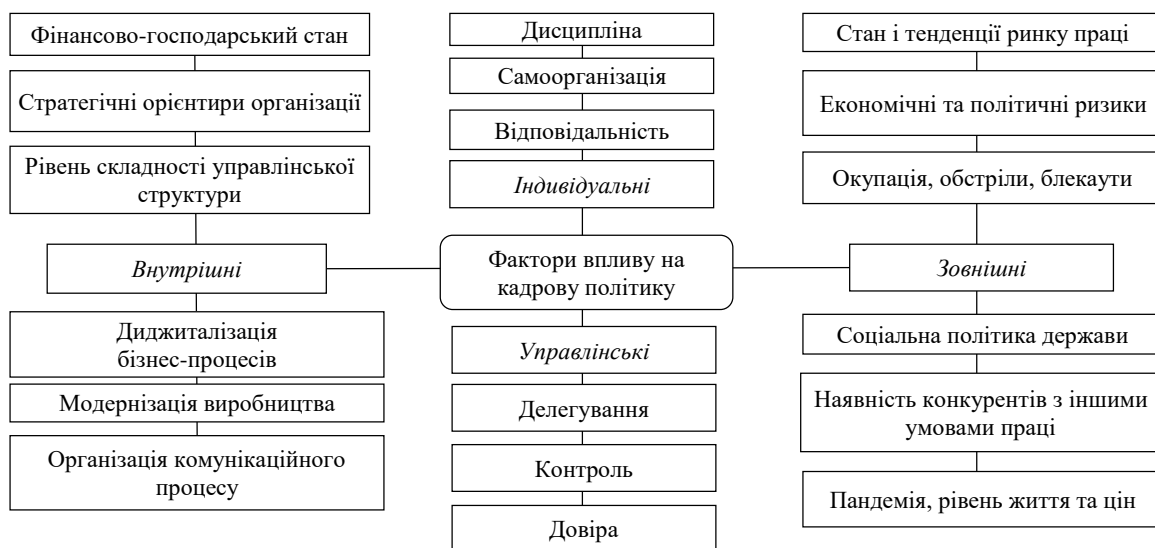 Фінансово-господарський стан
Стратегічні орієнтири організації
Рівень складності управлінської
структури
Внутрішні
Диджиталізація
бізнес-процесів
Модернізація виробництва
Організація комунікаційного
процесу
Дисципліна
Самоорганізація
Відповідальність
Індивідуальні
Фактори впливу на
кадрову політику
Управлінські
Делегування
Контроль
Довіра
Стан і тенденції ринку праці
Економічні та політичні ризики
Окупація, обстріли, блекаути
Зовнішні
Соціальна політика держави
Наявність конкурентів з іншими
умовами праці
Пандемія, рівень життя та цін